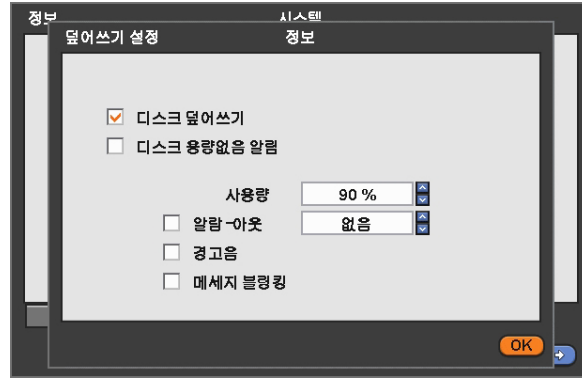 정보 시스템
덮어쓰기 설정 정보
디스크 덮어쓰기
디스크 용량없음 알림
사용량 90 %
알람-아웃 없음
경고음
메세지 블링킹
OK